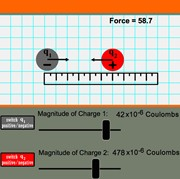 Force = 58.7
q₁
−
q₂
+
switch q₁
positive/negative
Magnitude of Charge 1: 42x10⁻⁶ Coulombs
switch q₂
positive/negative
Magnitude of Charge 2: 478x10⁻⁶ Coulombs